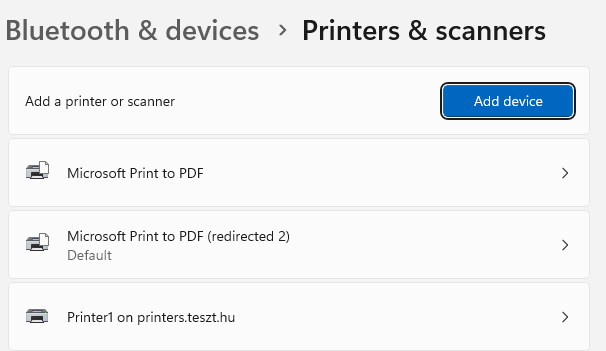 Bluetooth & devices > Printers & scanners
Add a printer or scanner
Add device
Microsoft Print to PDF
Microsoft Print to PDF (redirected 2)
Default
Printer1 on printers.teszt.hu